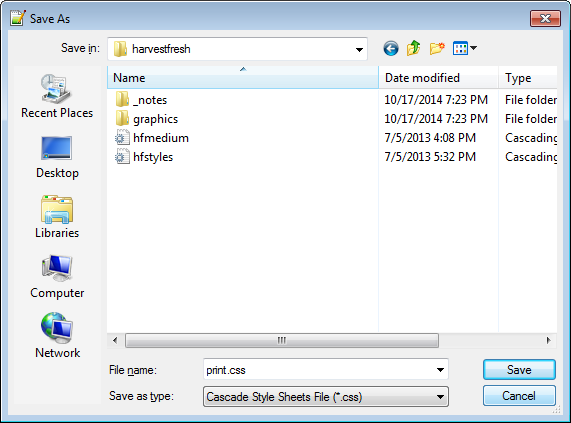 Save As
Save in: harvestfresh
Name Date modified Type
_notes 10/17/2014 7:23 PM File folder
graphics 10/17/2014 7:23 PM File folder
hfmedium 7/5/2013 4:08 PM Cascading
hfstyles 7/5/2013 5:32 PM Cascading
Recent Places
Desktop
Libraries
Computer
Network
File name: print.css Save
Save as type: Cascade Style Sheets File (*.css) Cancel